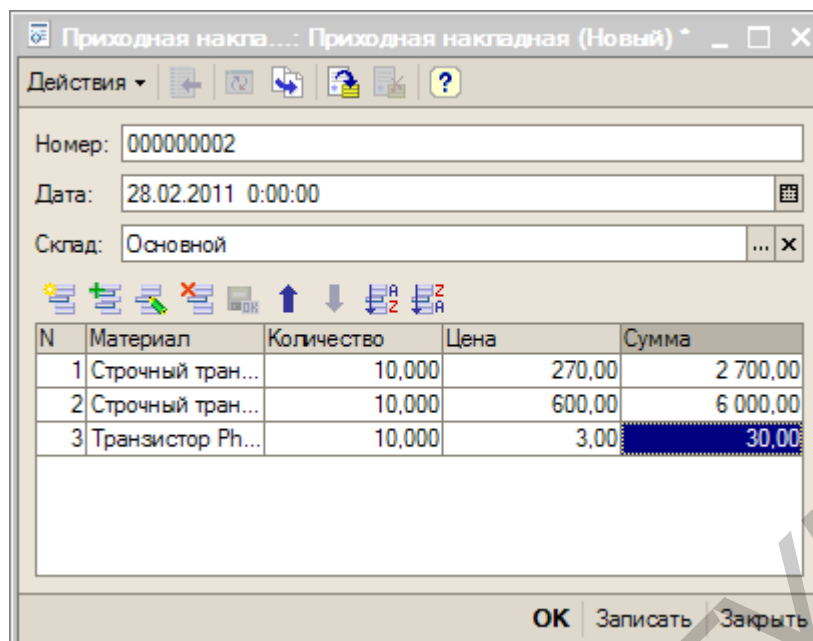 Приходная накла...: Приходная накладная (Новый) *
Действия
Номер: 000000002
Дата: 28.02.2011 0:00:00
Склад: Основной
N Материал Количество Цена Сумма
1 Строчный тран... 10,000 270,00 2 700,00
2 Строчный тран... 10,000 600,00 6 000,00
3 Транзистор Ph... 10,000 3,00 30,00
OK Записать Закрыть